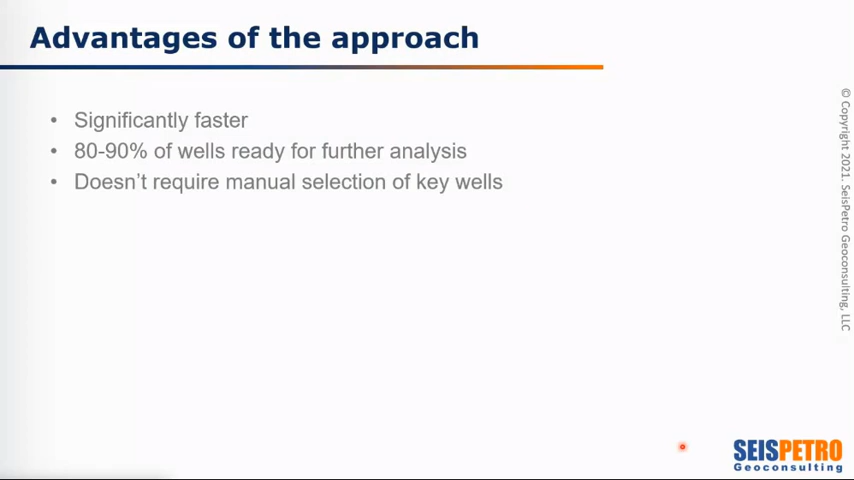 Advantages of the approach
• Significantly faster
• 80-90% of wells ready for further analysis
• Doesn't require manual selection of key wells
© Copyright 2021. SeisPetro Geoconsulting, LLC
SEISPETRO
Geoconsulting